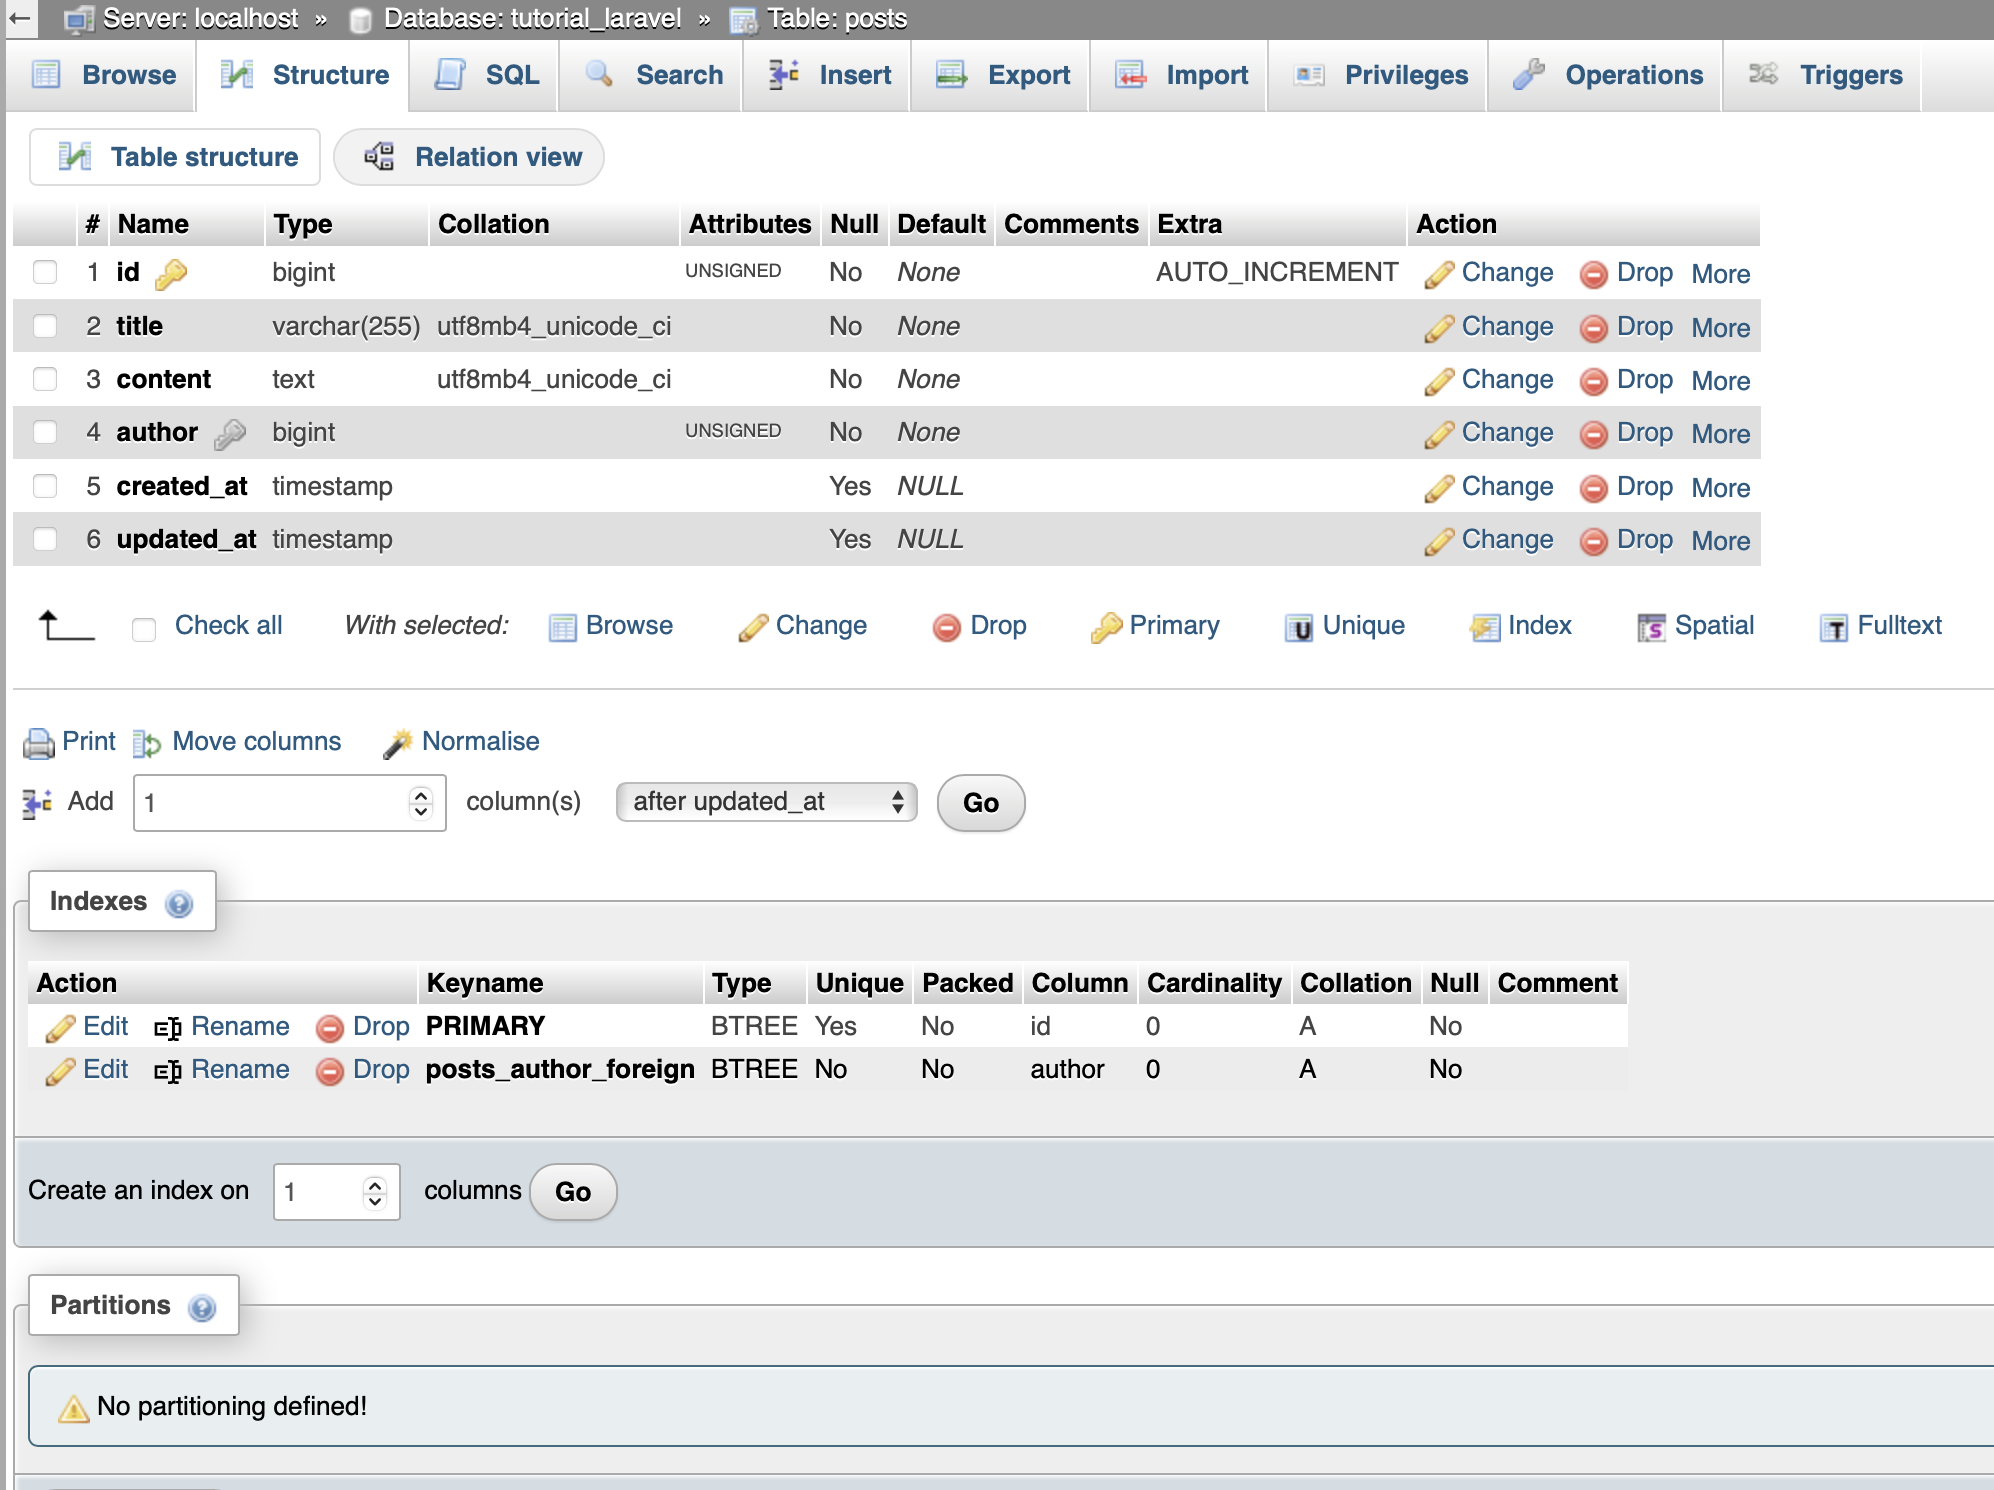 Server: localhost » Database: tutorial_laravel » Table: posts
Browse Structure SQL Search Insert Export Import Privileges Operations Triggers
Table structure Relation view
# Name Type Collation Attributes Null Default Comments Extra Action
1 id bigint UNSIGNED No None AUTO_INCREMENT Change Drop More
2 title varchar(255) utf8mb4_unicode_ci No None Change Drop More
3 content text utf8mb4_unicode_ci No None Change Drop More
4 author bigint UNSIGNED No None Change Drop More
5 created_at timestamp Yes NULL Change Drop More
6 updated_at timestamp Yes NULL Change Drop More
Check all With selected: Browse Change Drop Primary Unique Index Spatial Fulltext
Print Move columns Normalise
Add 1 column(s) after updated_at Go
Indexes
Action Keyname Type Unique Packed Column Cardinality Collation Null Comment
Edit Rename Drop PRIMARY BTREE Yes No id 0 A No
Edit Rename Drop posts_author_foreign BTREE No No author 0 A No
Create an index on 1 columns Go
Partitions
No partitioning defined!